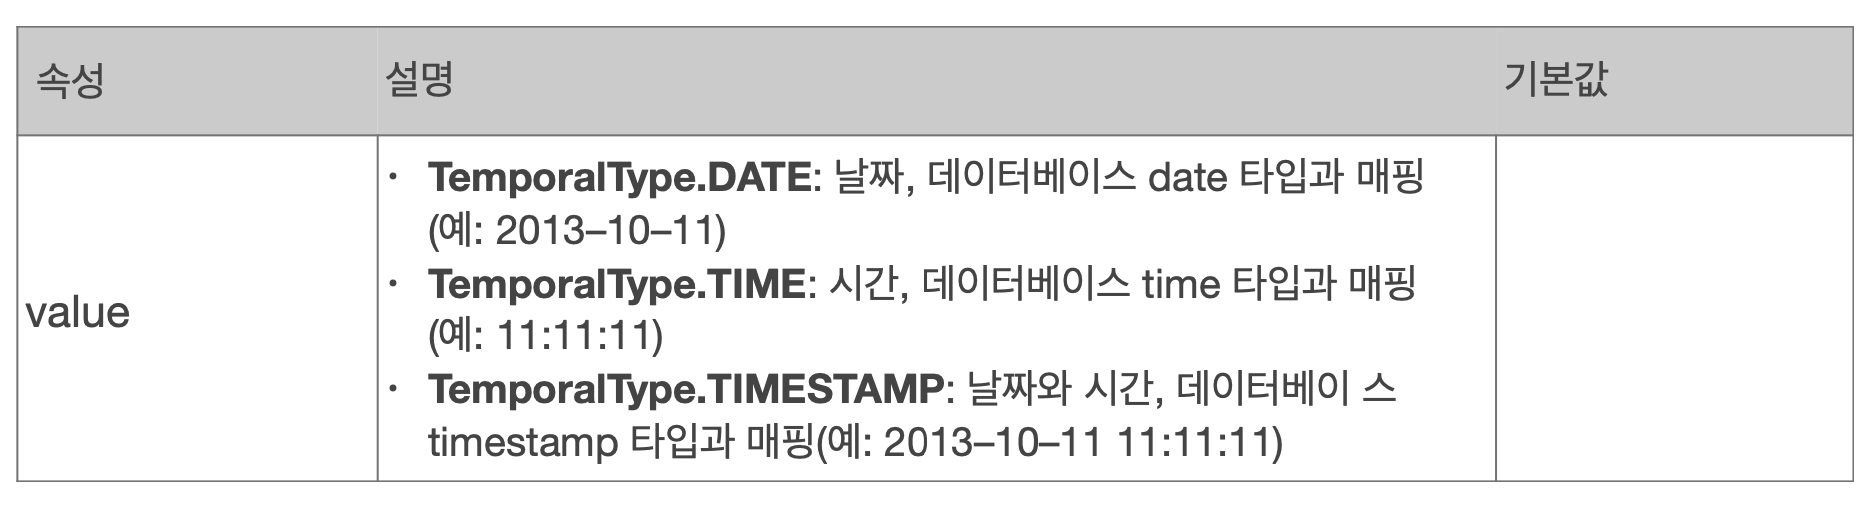 속성 설명 기본값
• TemporalType.DATE: 날짜, 데이터베이스 date 타입과 매핑
(예: 2013–10–11)
• TemporalType.TIME: 시간, 데이터베이스 time 타입과 매핑
(예: 11:11:11)
value
• TemporalType.TIMESTAMP: 날짜와 시간, 데이터베이 스
timestamp 타입과 매핑(예: 2013–10–11 11:11:11)